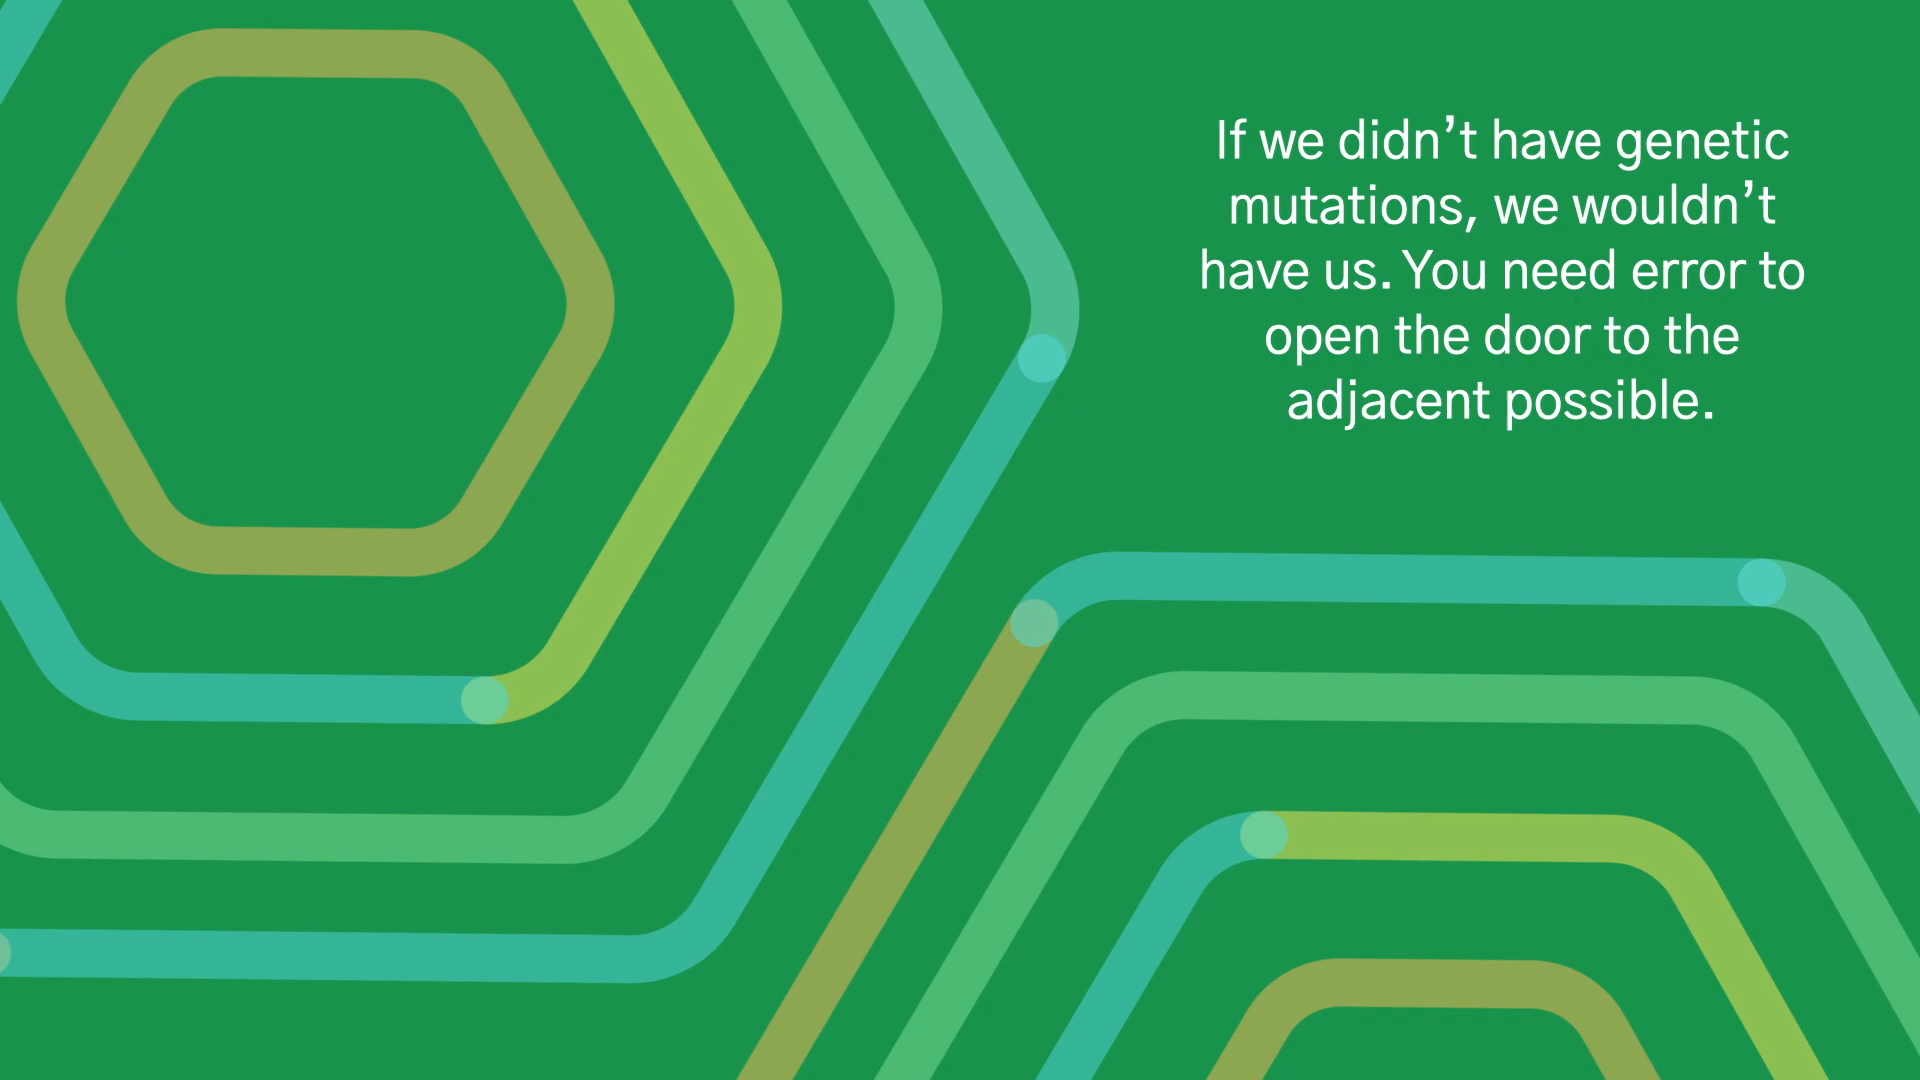 If we didn’t have genetic
mutations, we wouldn’t
have us. You need error to
open the door to the
adjacent possible.